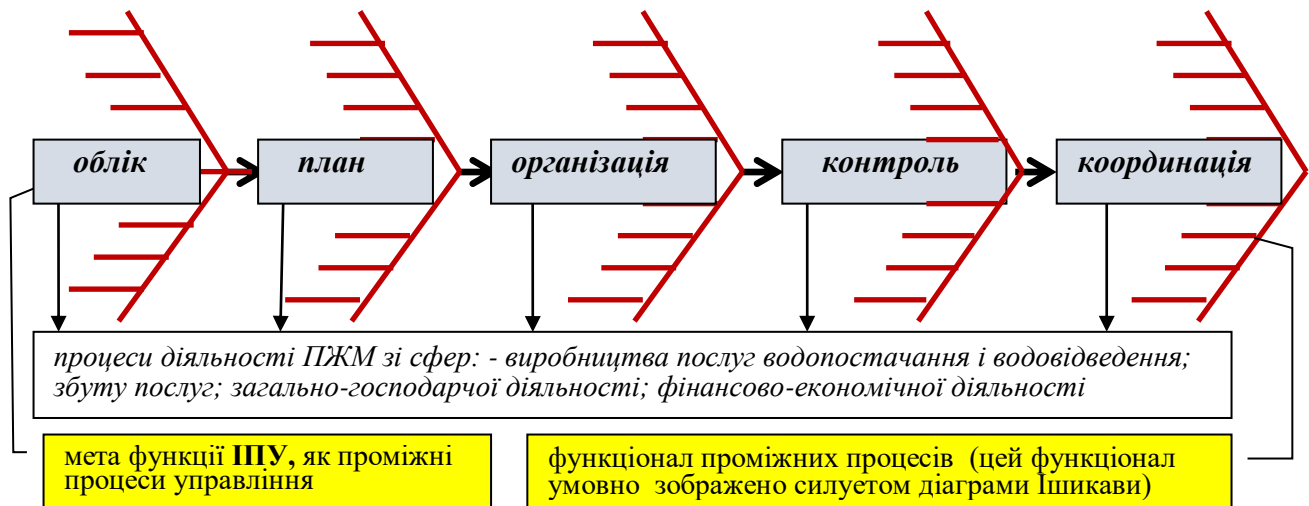 облік
план
організація
контроль
координація
процеси діяльності ПЖМ зі сфер: - виробництва послуг водопостачання і водовідведення;
збуту послуг; загально-господарчої діяльності; фінансово-економічної діяльності
мета функції ІПУ, як проміжні
процеси управління
функціонал проміжних процесів (цей функціонал
умовно зображено силуетом діаграми Ішикави)